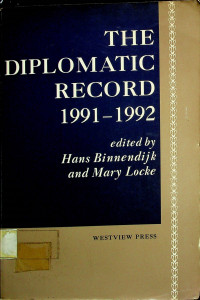 THE
DIPLOMATIC
RECORD
1991–1992
edited by
Hans Binnendijk
and Mary Locke
WESTVIEW PRESS